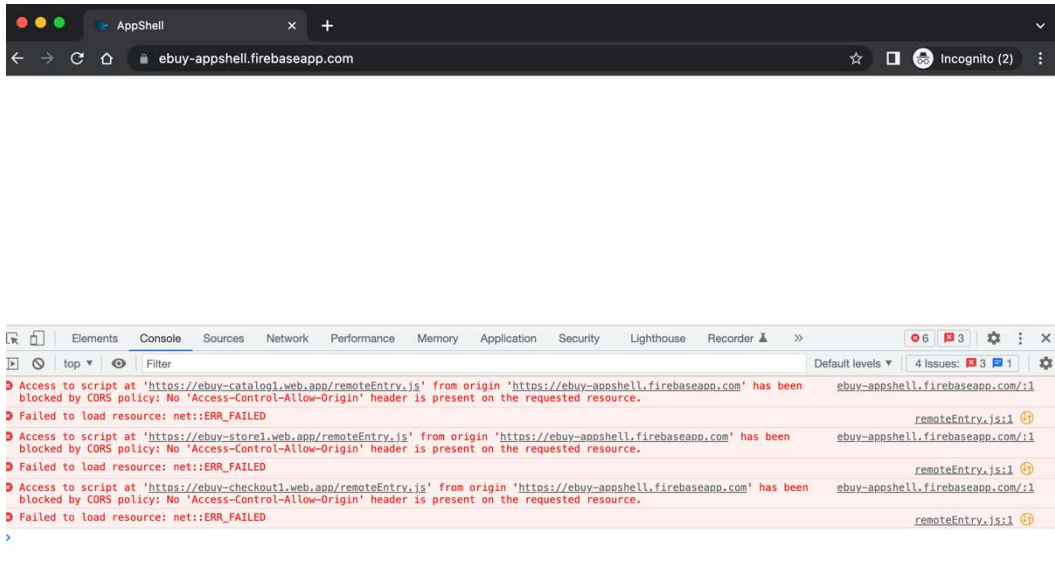 AppShell
ebuy-appshell.firebaseapp.com
Incognito (2)
Elements Console Sources Network Performance Memory Application Security Lighthouse Recorder » 6 3
top ▼ Filter Default levels ▼ 4 Issues: 3 1
Access to script at 'https://ebuy-catalog1.web.app/remoteEntry.js' from origin 'https://ebuy-appshell.firebaseapp.com' has been ebuy-appshell.firebaseapp.com/:1
blocked by CORS policy: No 'Access-Control-Allow-Origin' header is present on the requested resource.
Failed to load resource: net::ERR_FAILED remoteEntry.js:1
Access to script at 'https://ebuy-store1.web.app/remoteEntry.js' from origin 'https://ebuy-appshell.firebaseapp.com' has been ebuy-appshell.firebaseapp.com/:1
blocked by CORS policy: No 'Access-Control-Allow-Origin' header is present on the requested resource.
Failed to load resource: net::ERR_FAILED remoteEntry.js:1
Access to script at 'https://ebuy-checkout1.web.app/remoteEntry.js' from origin 'https://ebuy-appshell.firebaseapp.com' has been ebuy-appshell.firebaseapp.com/:1
blocked by CORS policy: No 'Access-Control-Allow-Origin' header is present on the requested resource.
Failed to load resource: net::ERR_FAILED remoteEntry.js:1